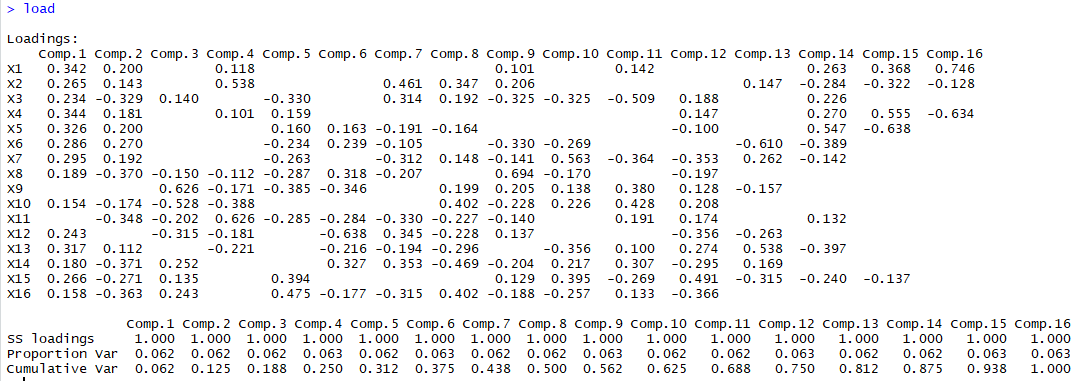 > load
Loadings:
    Comp.1 Comp.2 Comp.3 Comp.4 Comp.5 Comp.6 Comp.7 Comp.8 Comp.9 Comp.10 Comp.11 Comp.12 Comp.13 Comp.14 Comp.15 Comp.16
X1   0.342  0.200         0.118                              0.101          0.142                   0.263   0.368   0.746
X2   0.265  0.143         0.538                0.461  0.347  0.206                          0.147  -0.284  -0.322  -0.128
X3   0.234 -0.329  0.140        -0.330         0.314  0.192 -0.325 -0.325  -0.509   0.188           0.226
X4   0.344  0.181         0.101  0.159                                              0.147           0.270   0.555  -0.634
X5   0.326  0.200                0.160  0.163 -0.191 -0.164                        -0.100           0.547  -0.638
X6   0.286  0.270               -0.234  0.239 -0.105        -0.330 -0.269                  -0.610  -0.389
X7   0.295  0.192               -0.263        -0.312  0.148 -0.141  0.563  -0.364  -0.353   0.262  -0.142
X8   0.189 -0.370 -0.150 -0.112 -0.287  0.318 -0.207         0.694 -0.170          -0.197
X9                 0.626 -0.171 -0.385 -0.346         0.199  0.205  0.138   0.380   0.128  -0.157
X10  0.154 -0.174 -0.528 -0.388                       0.402 -0.228  0.226   0.428   0.208
X11        -0.348 -0.202  0.626 -0.285 -0.284 -0.330 -0.227 -0.140          0.191   0.174           0.132
X12  0.243        -0.315 -0.181        -0.638  0.345 -0.228  0.137                 -0.356  -0.263
X13  0.317  0.112        -0.221        -0.216 -0.194 -0.296        -0.356   0.100   0.274   0.538  -0.397
X14  0.180 -0.371  0.252                0.327  0.353 -0.469 -0.204  0.217   0.307  -0.295   0.169
X15  0.266 -0.271  0.135         0.394                       0.129  0.395  -0.269   0.491  -0.315  -0.240  -0.137
X16  0.158 -0.363  0.243         0.475 -0.177 -0.315  0.402 -0.188 -0.257   0.133  -0.366
               Comp.1 Comp.2 Comp.3 Comp.4 Comp.5 Comp.6 Comp.7 Comp.8 Comp.9 Comp.10 Comp.11 Comp.12 Comp.13 Comp.14 Comp.15 Comp.16
SS loadings     1.000  1.000  1.000  1.000  1.000  1.000  1.000  1.000  1.000   1.000   1.000   1.000   1.000   1.000   1.000   1.000
Proportion Var  0.062  0.062  0.062  0.063  0.062  0.063  0.062  0.062  0.063   0.062   0.062   0.063   0.062   0.062   0.063   0.063
Cumulative Var  0.062  0.125  0.188  0.250  0.312  0.375  0.438  0.500  0.562   0.625   0.688   0.750   0.812   0.875   0.938   1.000